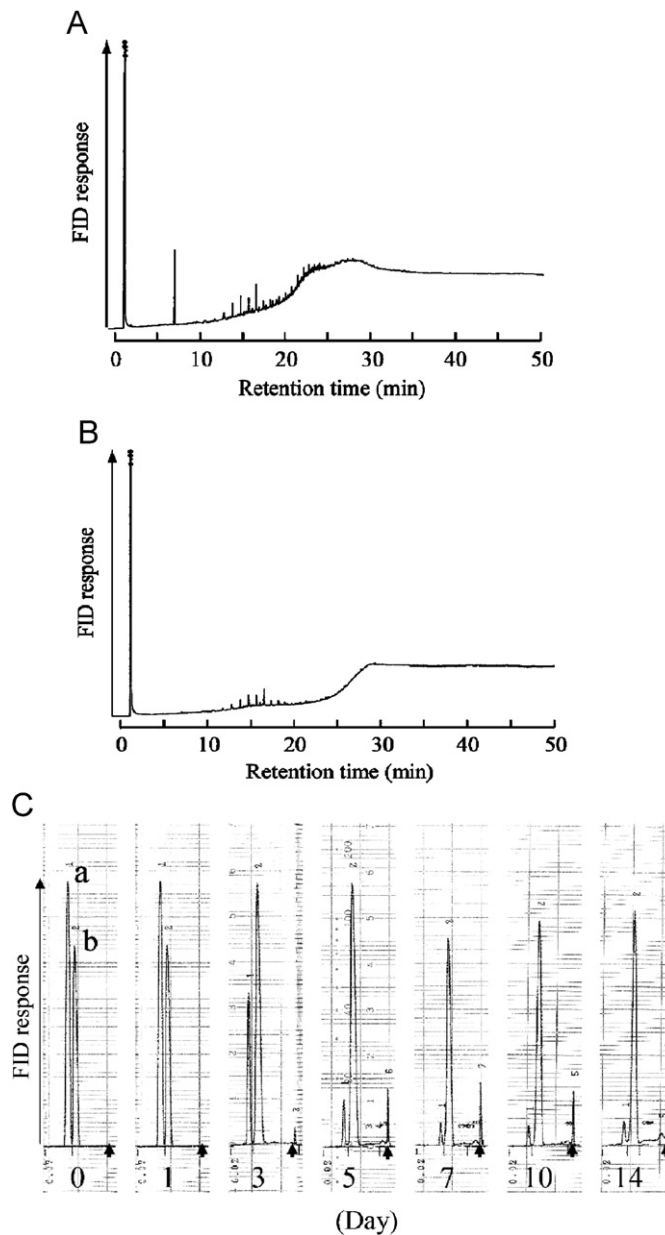 A
FID response
0 10 20 30 40 50
Retention time (min)
B
FID response
0 10 20 30 40 50
Retention time (min)
C
FID response
a
b
0 1 3 5 7 10 14
(Day)